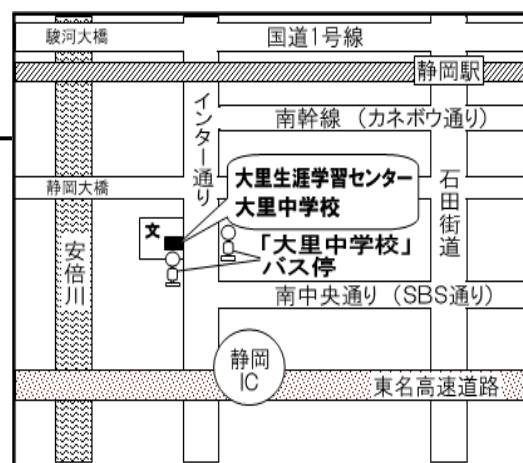 駿河大橋
国道1号線
静岡駅
インター通り
南幹線 （カネボウ通り）
静岡大橋
大里生涯学習センター
大里中学校
石田街道
文
「大里中学校」
バス停
安倍川
南中央通り （SBS通り）
静岡
IC
東名高速道路